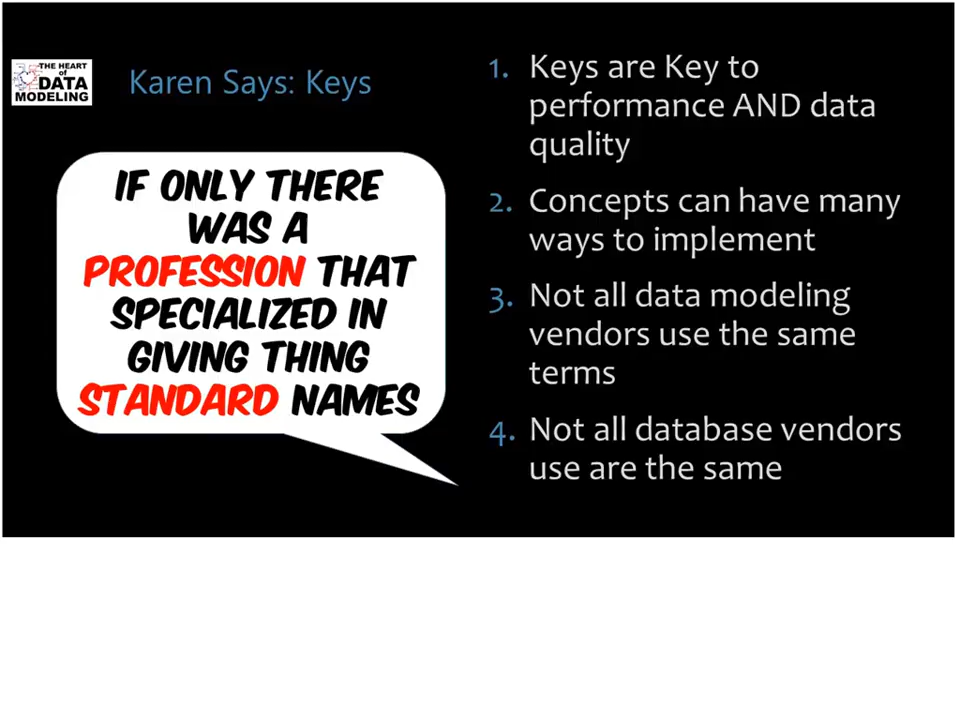 THE HEART
of
DATA
MODELING
Karen Says: Keys
IF ONLY THERE
WAS A
PROFESSION THAT
SPECIALIZED IN
GIVING THING
STANDARD NAMES
1. Keys are Key to
performance AND data
quality
2. Concepts can have many
ways to implement
3. Not all data modeling
vendors use the same
terms
4. Not all database vendors
use are the same